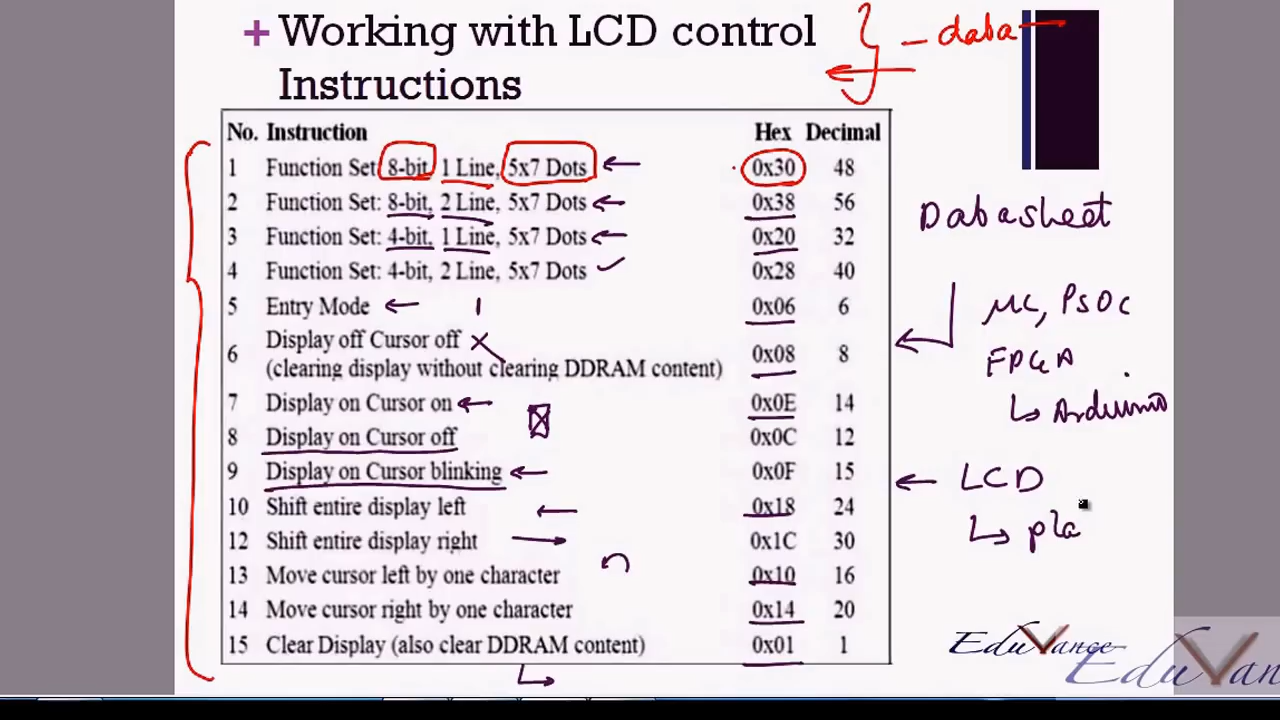 + Working with LCD control
Instructions
data
No. Instruction Hex Decimal
1 Function Set: 8-bit, 1 Line, 5x7 Dots 0x30 48
2 Function Set: 8-bit, 2 Line, 5x7 Dots 0x38 56
3 Function Set: 4-bit, 1 Line, 5x7 Dots 0x20 32
4 Function Set: 4-bit, 2 Line, 5x7 Dots 0x28 40
5 Entry Mode 0x06 6
6 Display off Cursor off
(clearing display without clearing DDRAM content) 0x08 8
7 Display on Cursor on 0x0E 14
8 Display on Cursor off 0x0C 12
9 Display on Cursor blinking 0x0F 15
10 Shift entire display left 0x18 24
12 Shift entire display right 0x1C 30
13 Move cursor left by one character 0x10 16
14 Move cursor right by one character 0x14 20
15 Clear Display (also clear DDRAM content) 0x01 1
Datasheet
μC, PSOC
FPGA
Arduino
LCD
pla
EduVance
EduVan